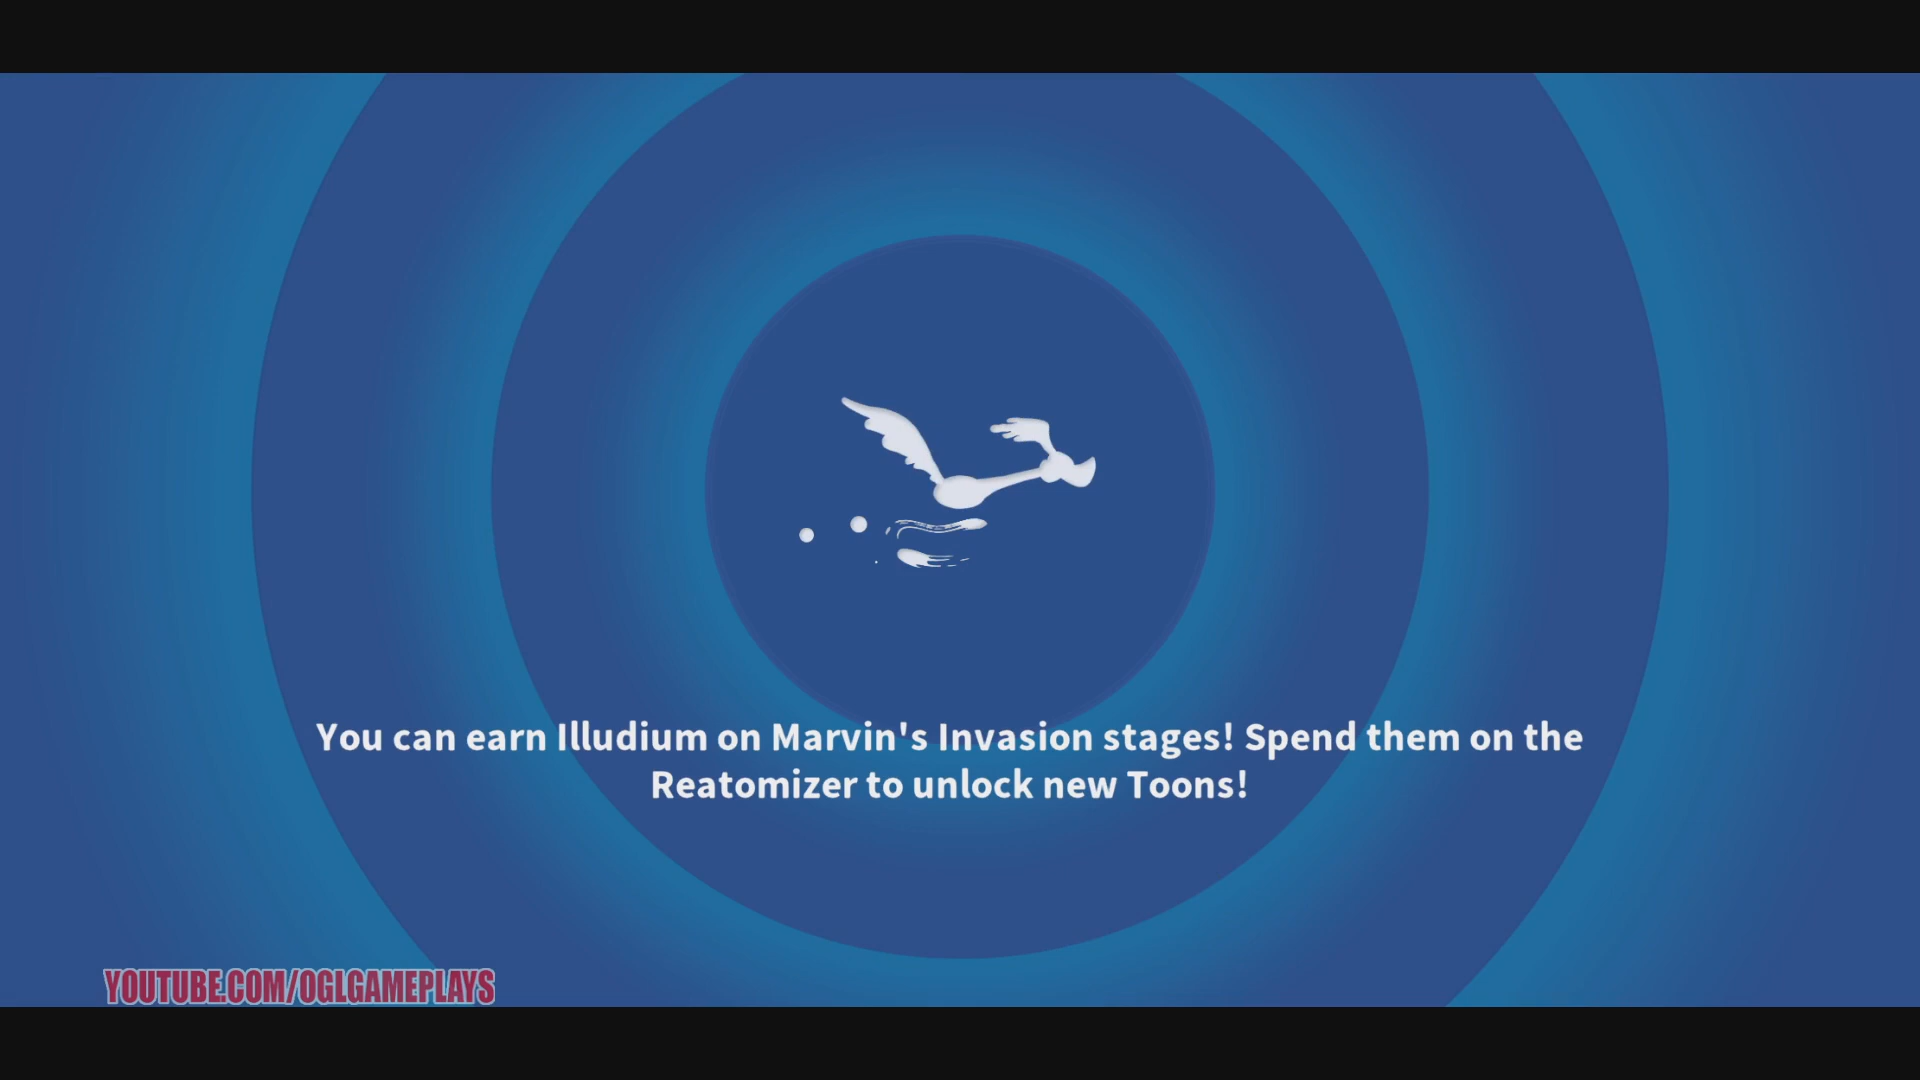 You can earn Illudium on Marvin's Invasion stages! Spend them on the
Reatomizer to unlock new Toons!
YOUTUBE.COM/OGLGAMEPLAYS